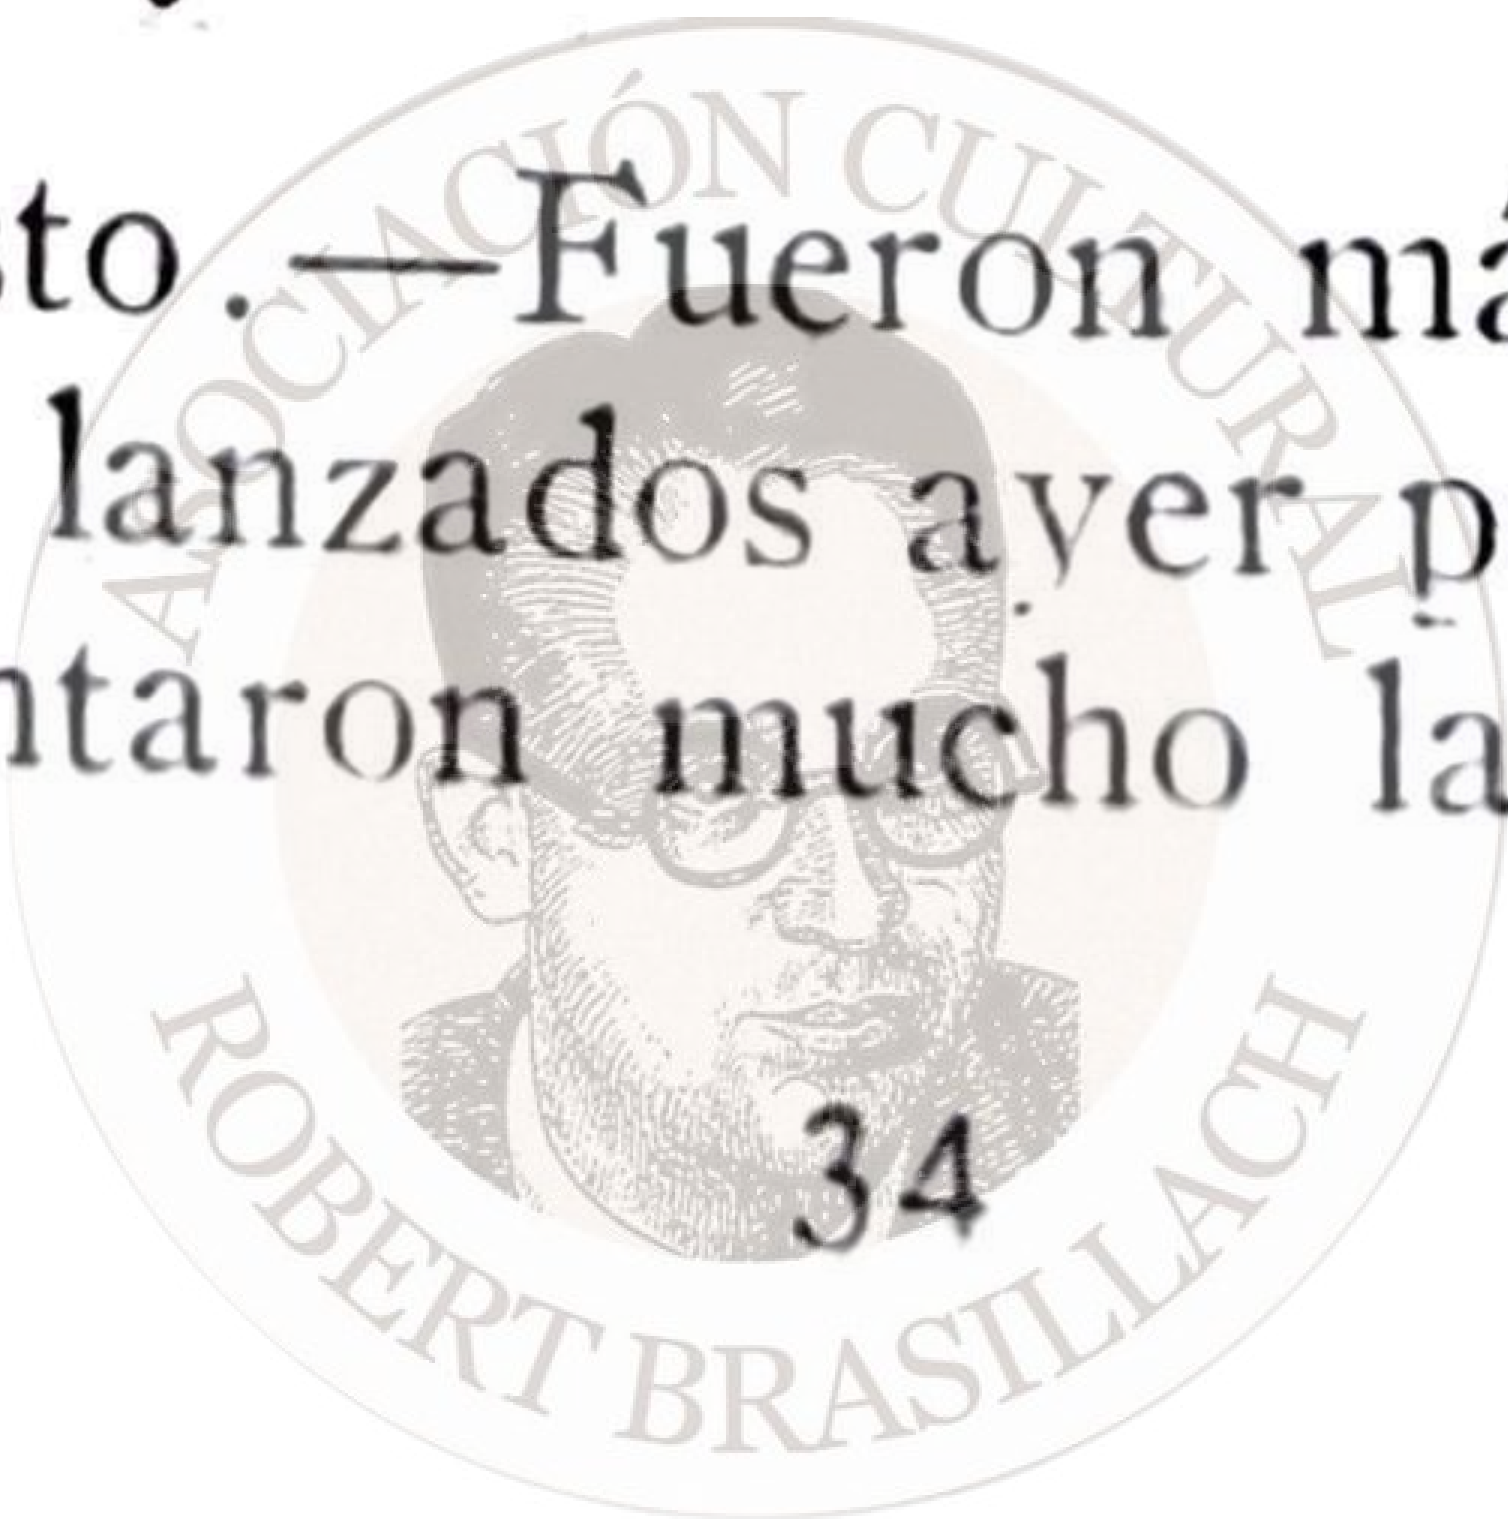 ASOCIACIÓN CULTURAL
sto.—Fueron má
lanzados ayer p
ntaron mucho la
34
ROBERT BRASILLACH